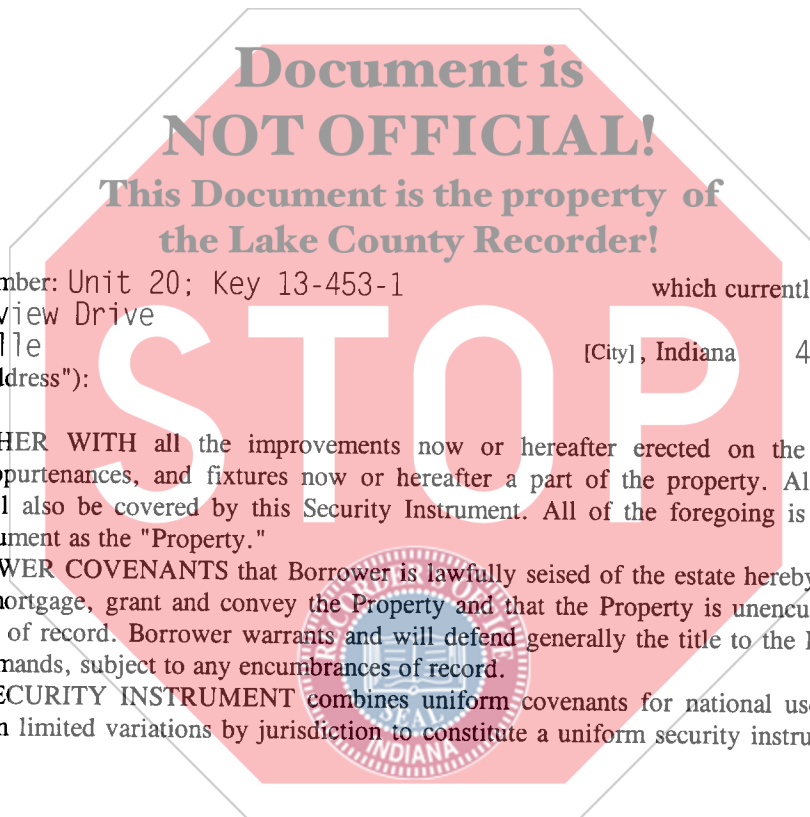 Document is
NOT OFFICIAL!
This Document is the property of
the Lake County Recorder!
mber: Unit 20; Key 13-453-1 which currentl
view Drive
lle [City], Indiana 4
ddress"):
HER WITH all the improvements now or hereafter erected on the
ppurtenances, and fixtures now or hereafter a part of the property. Al
l also be covered by this Security Instrument. All of the foregoing is
ument as the "Property."
WER COVENANTS that Borrower is lawfully seised of the estate hereby
mortgage, grant and convey the Property and that the Property is unencu
of record. Borrower warrants and will defend generally the title to the
mands, subject to any encumbrances of record.
ECURITY INSTRUMENT combines uniform covenants for national us
n limited variations by jurisdiction to constitute a uniform security instru
STOP
SEAL
INDIANA